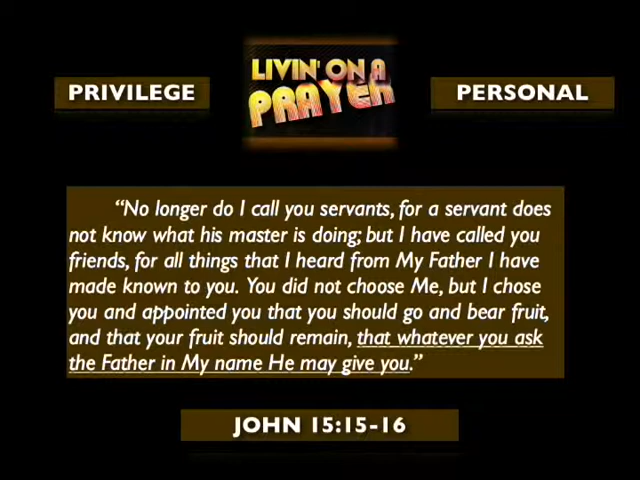 PRIVILEGE
LIVIN' ON A
PRAYER
PERSONAL
“No longer do I call you servants, for a servant does
not know what his master is doing; but I have called you
friends, for all things that I heard from My Father I have
made known to you. You did not choose Me, but I chose
you and appointed you that you should go and bear fruit,
and that your fruit should remain, that whatever you ask
the Father in My name He may give you.”
JOHN 15:15-16